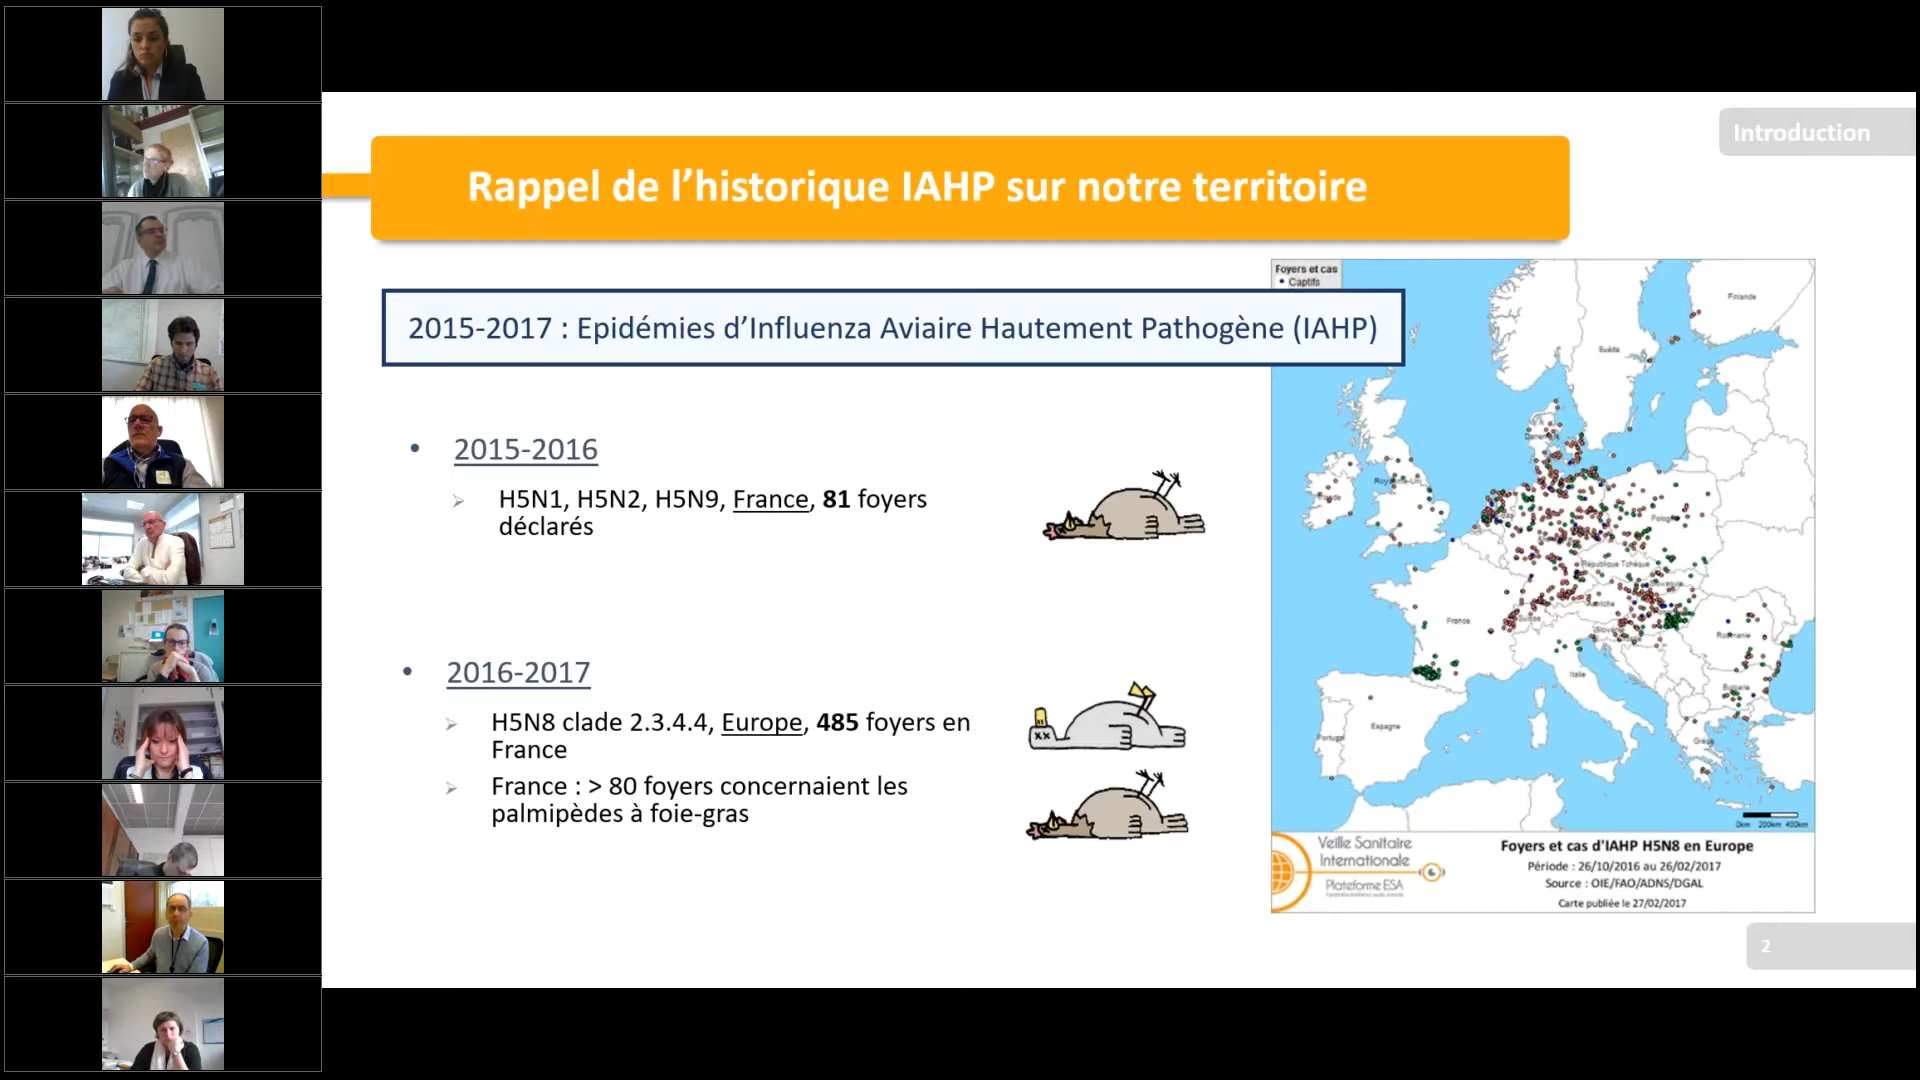 Introduction
Rappel de l’historique IAHP sur notre territoire
2015-2017 : Epidémies d’Influenza Aviaire Hautement Pathogène (IAHP)
• 2015-2016
H5N1, H5N2, H5N9, France, 81 foyers
déclarés
• 2016-2017
H5N8 clade 2.3.4.4, Europe, 485 foyers en
France
France : > 80 foyers concernaient les
palmipèdes à foie-gras
Foyers et cas
• Captifs
Finlande
Suède
Danemark
Pologne
République Tchèque
Autriche
Suisse
France
Slovénie
Roumanie
Italie
Bulgarie
Espagne
Portugal
Grèce
0km 200km 400km
Veille Sanitaire
Internationale
Plateforme ESA
Foyers et cas d'IAHP H5N8 en Europe
Période : 26/10/2016 au 26/02/2017
Source : OIE/FAO/ADNS/DGAL
Carte publiée le 27/02/2017
2